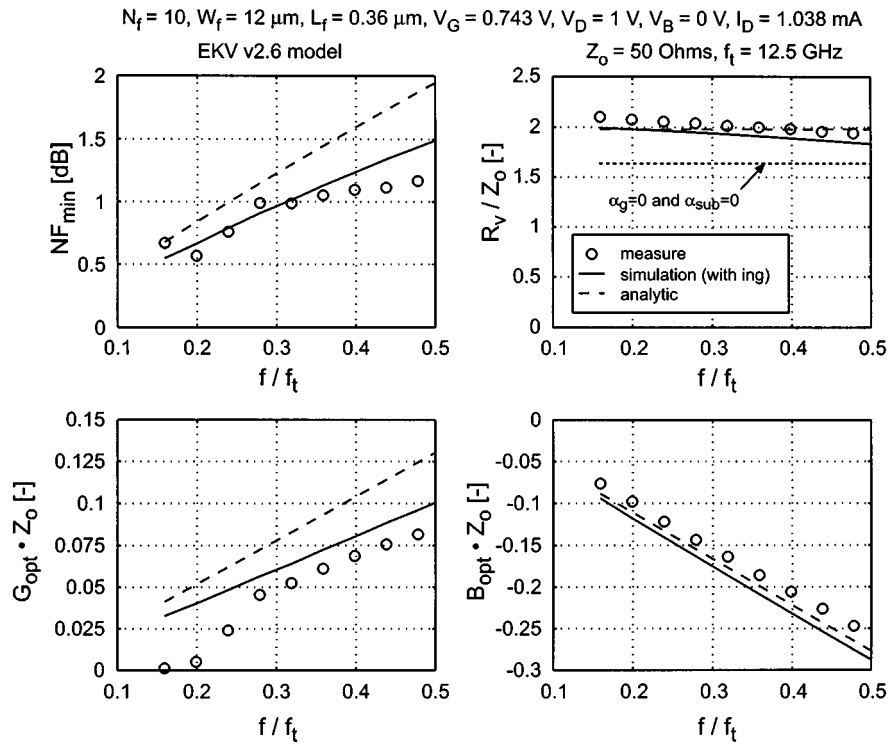 N_f = 10, W_f = 12 μm, L_f = 0.36 μm, V_G = 0.743 V, V_D = 1 V, V_B = 0 V, I_D = 1.038 mA
EKV v2.6 model
Z_o = 50 Ohms, f_t = 12.5 GHz
NF_min [dB]
2
1.5
1
0.5
0
0.1 0.2 0.3 0.4 0.5
f / f_t
R_v / Z_o [-]
2.5
2
1.5
1
0.5
0
α_g=0 and α_sub=0
measure
simulation (with ing)
analytic
0.1 0.2 0.3 0.4 0.5
f / f_t
G_opt • Z_o [-]
0.15
0.125
0.1
0.075
0.05
0.025
0
0.1 0.2 0.3 0.4 0.5
f / f_t
B_opt • Z_o [-]
0
-0.05
-0.1
-0.15
-0.2
-0.25
-0.3
0.1 0.2 0.3 0.4 0.5
f / f_t